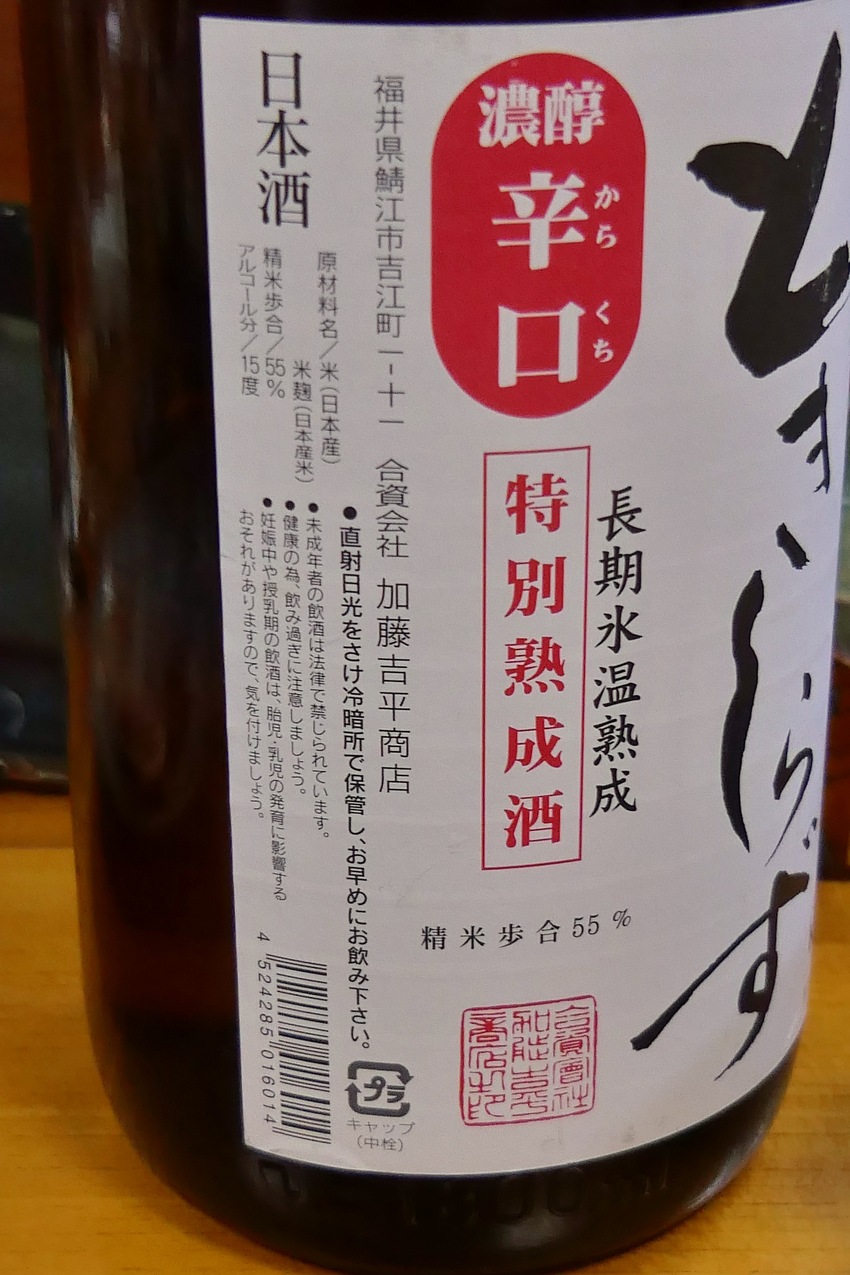 ときしらず
濃醇
辛口
から くち
長期氷温熟成
特別熟成酒
精米歩合55%
福井県鯖江市吉江町一-十一 合資会社 加藤吉平商店
●直射日光をさけ冷暗所で保管し、お早めにお飲み下さい。
日本酒
原材料名/米(日本産)
米麹(日本産米)
精米歩合/55%
アルコール分/15度
●未成年者の飲酒は法律で禁じられています。
●健康の為、飲み過ぎに注意しましょう。
●妊娠中や授乳期の飲酒は、胎児・乳児の発育に影響する
おそれがありますので、気を付けましょう。
4 524285 016014
プラ
キャップ
(中栓)
1800ml